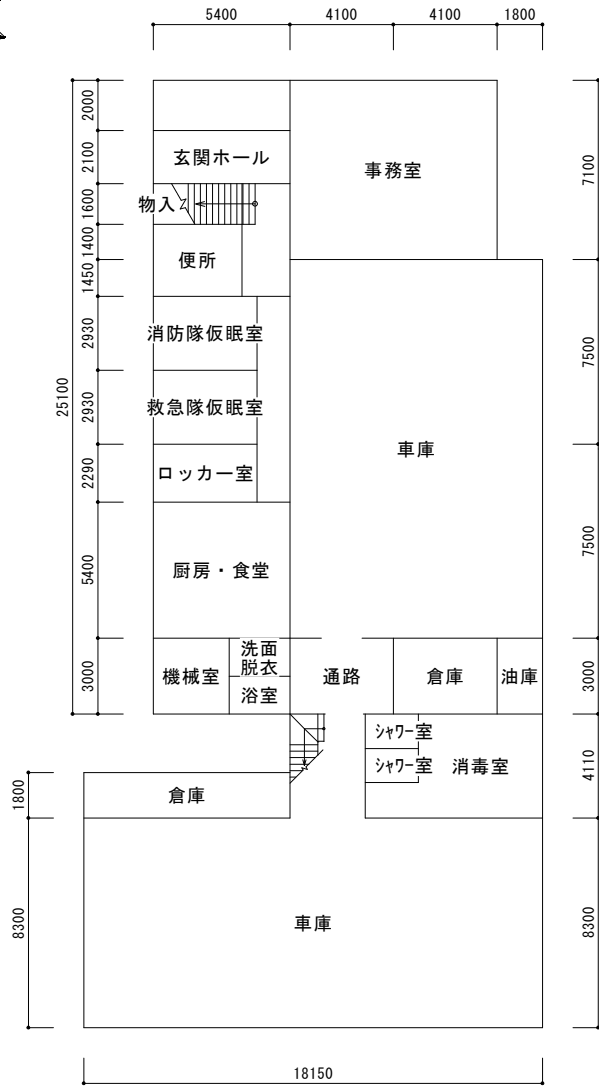 5400
4100
4100
1800
2000
2100
1600
1400
1450
2930
2930
2290
5400
3000
25100
1800
8300
7100
7500
7500
3000
4110
8300
玄関ホール
事務室
物入
便所
消防隊仮眠室
救急隊仮眠室
車庫
ロッカー室
厨房・食堂
機械室
洗面
脱衣
浴室
通路
倉庫
油庫
シャワー室
シャワー室
消毒室
倉庫
車庫
18150